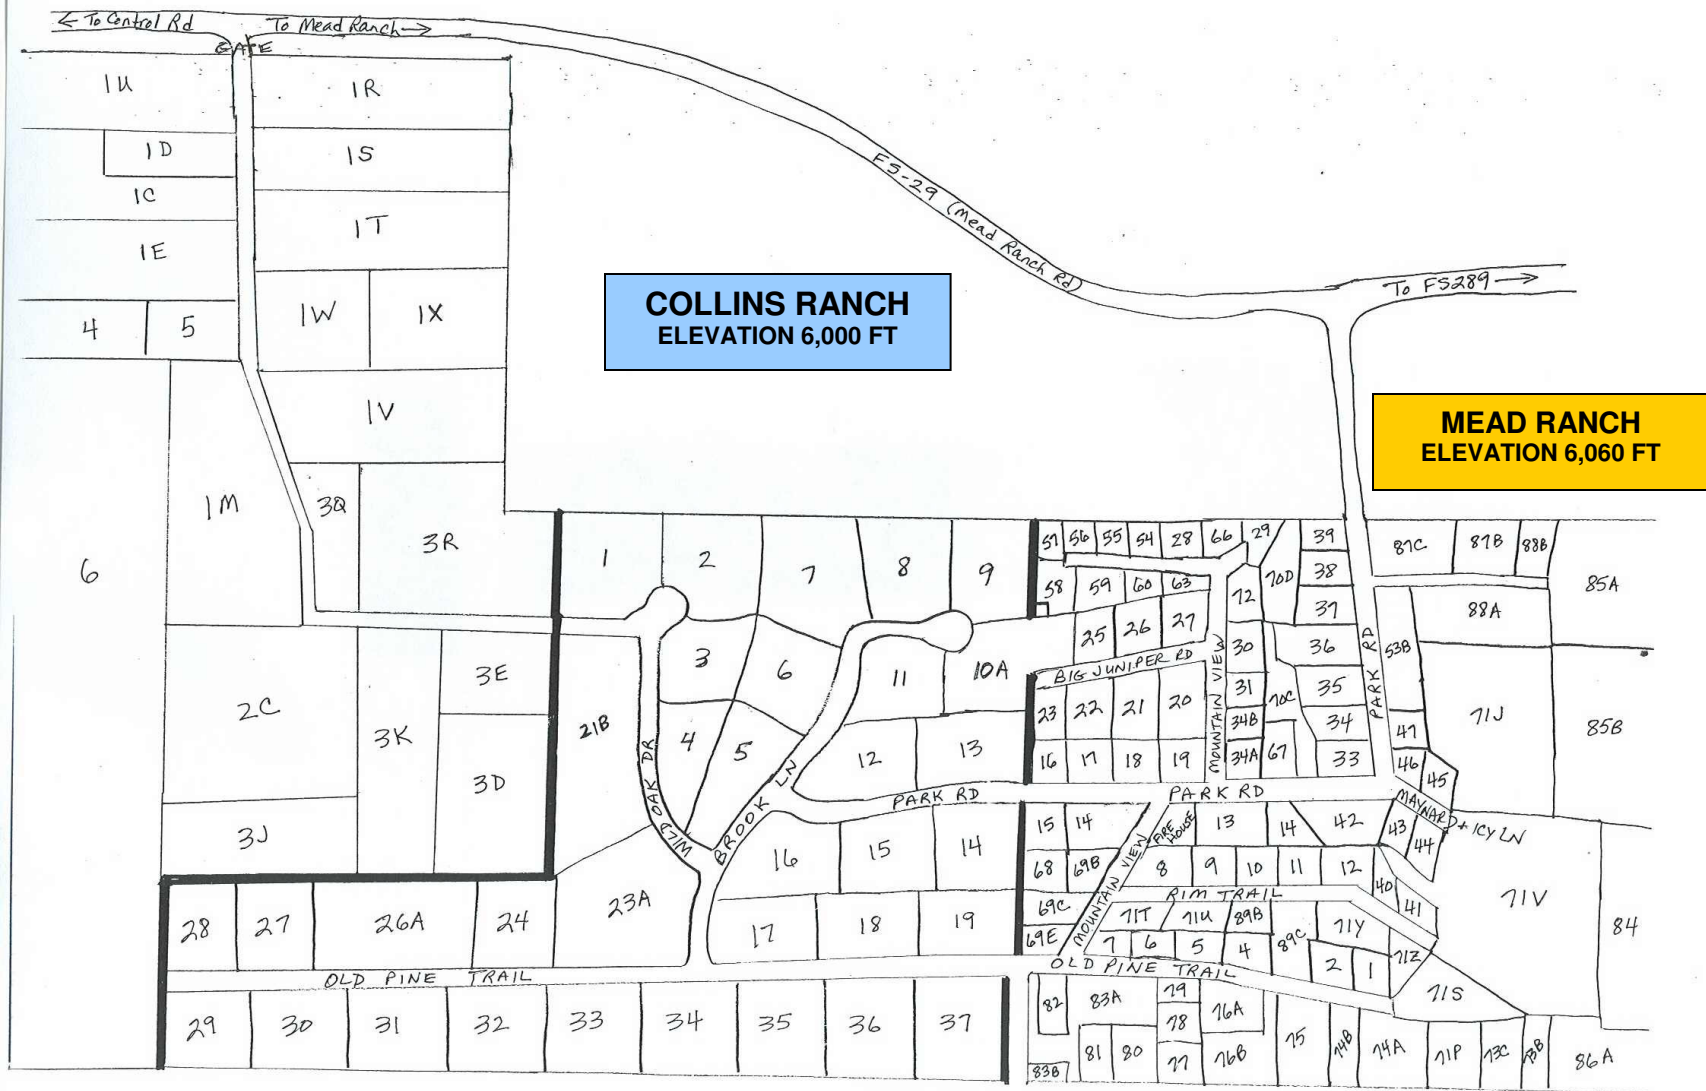 ← To Control Rd
To Mead Ranch →
GATE
1U
1R
1D
1S
1C
1T
1E
1W
1X
4
5
1V
1M
3Q
3R
6
FS-29 (Mead Ranch Rd)
To FS289 →
COLLINS RANCH
ELEVATION 6,000 FT
MEAD RANCH
ELEVATION 6,060 FT
2C
3E
3K
3D
3J
1
2
7
8
9
3
6
11
10A
21B
4
5
12
13
WILD OAK DR
BROOK LN
PARK RD
16
15
14
23A
17
18
19
28
27
26A
24
OLD PINE TRAIL
29
30
31
32
33
34
35
36
37
57
56
55
54
28
66
29
39
58
59
60
63
72
70D
38
37
25
26
27
BIG JUNIPER RD
MOUNTAIN VIEW
30
36
23
22
21
20
31
70C
35
34B
34
16
17
18
19
34A
67
33
PARK RD
PARK RD
87C
87B
88B
85A
88A
53B
71J
85B
47
46
45
MAYNARD + ICY LN
43
44
15
14
FIRE HOUSE
13
14
42
68
69B
MOUNTAIN VIEW
8
9
10
11
12
40
41
69C
RIM TRAIL
71T
71U
89B
71Y
69E
7
6
5
4
89C
2
1
71Z
71V
84
OLD PINE TRAIL
71S
82
83A
79
78
77
76A
76B
75
74B
74A
71P
73C
73B
86A
81
80
83B